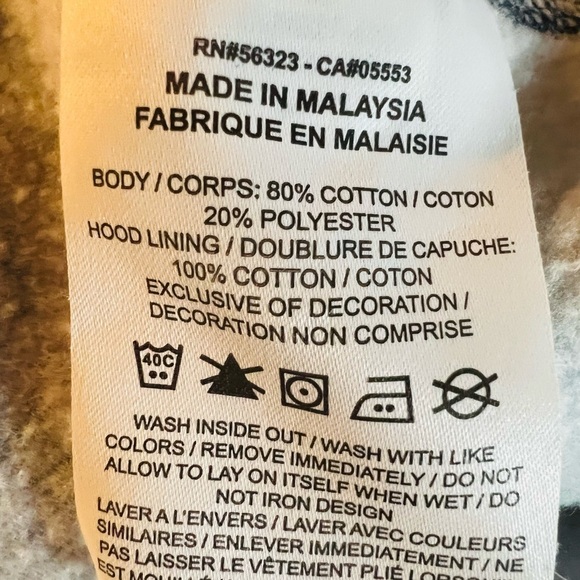 RN#56323 - CA#05553
MADE IN MALAYSIA
FABRIQUE EN MALAISIE
BODY / CORPS: 80% COTTON / COTON
20% POLYESTER
HOOD LINING / DOUBLURE DE CAPUCHE:
100% COTTON / COTON
EXCLUSIVE OF DECORATION /
DECORATION NON COMPRISE
40C
WASH INSIDE OUT / WASH WITH LIKE
COLORS / REMOVE IMMEDIATELY / DO NOT
ALLOW TO LAY ON ITSELF WHEN WET / DO
NOT IRON DESIGN
LAVER A L'ENVERS / LAVER AVEC COULEURS
SIMILAIRES / ENLEVER IMMEDIATEMENT / NE
PAS LAISSER LE VÊTEMENT PLIÉ
EST